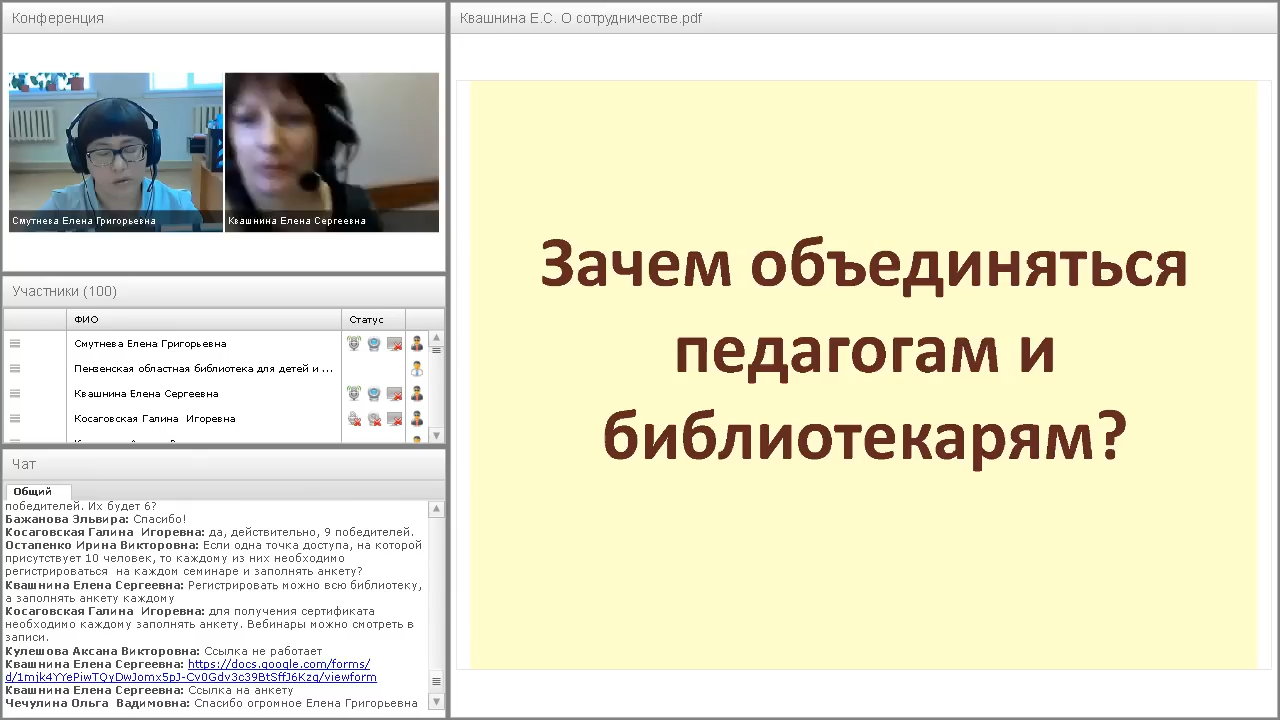 Конференция
Смутнева Елена Григорьевна
Квашнина Елена Сергеевна
Участники (100)
ФИО
Статус
Смутнева Елена Григорьевна
Пензенская областная библиотека для детей и ...
Квашнина Елена Сергеевна
Косаговская Галина Игоревна
Чат
Общий
победителей. Их будет 6?
Бажанова Эльвира: Спасибо!
Косаговская Галина Игоревна: да, действительно, 9 победителей.
Остапенко Ирина Викторовна: Если одна точка доступа, на которой
присутствует 10 человек, то каждому из них необходимо
регистрироваться на каждом семинаре и заполнять анкету?
Квашнина Елена Сергеевна: Регистрировать можно всю библиотеку,
а заполнять анкету каждому
Косаговская Галина Игоревна: для получения сертификата
необходимо каждому заполнять анкету. Вебинары можно смотреть в
записи.
Кулешова Аксана Викторовна: Ссылка не работает
Квашнина Елена Сергеевна: https://docs.google.com/forms/
Квашнина Елена Сергеевна: Ссылка на анкету
Чечулина Ольга Вадимовна: Спасибо огромное Елена Григорьевна
Квашнина Е.С. О сотрудничестве.pdf
Зачем объединяться
педагогам и
библиотекарям?